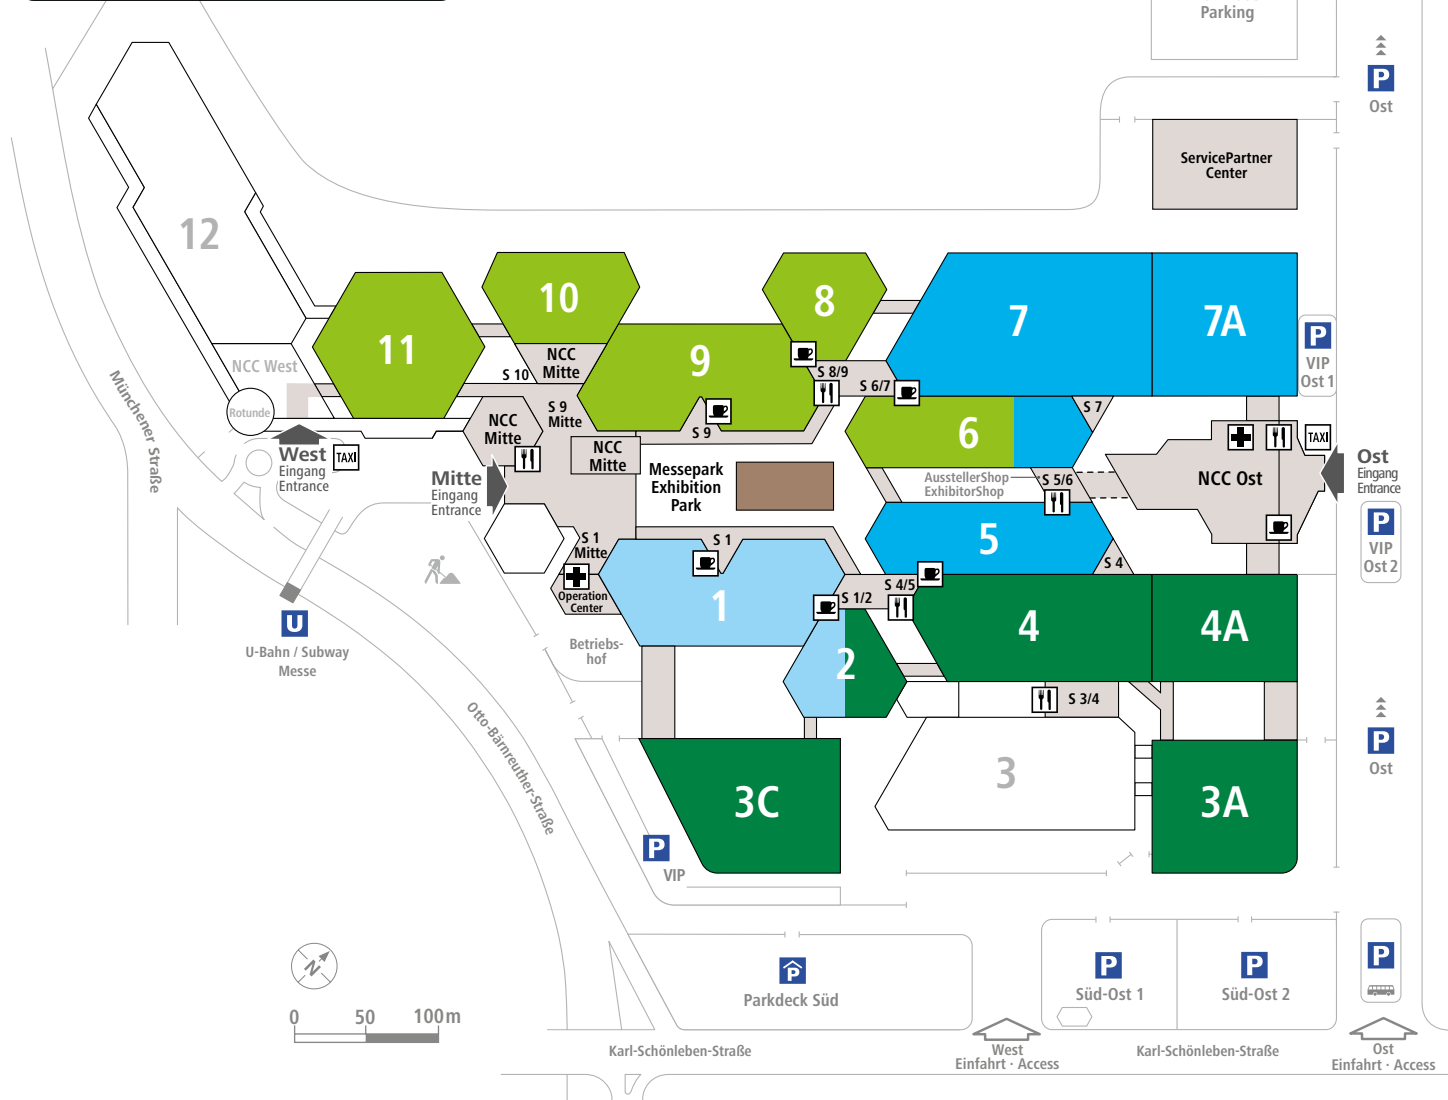 Parking
P
Ost
ServicePartner
Center
12
11
10
9
8
7
7A
P
VIP
Ost 1
NCC West
Rotunde
NCC
Mitte
S 10
S 9
Mitte
NCC
Mitte
NCC
Mitte
S 9
S 8/9
S 6/7
6
S 7
West
Eingang
Entrance
TAXI
Mitte
Eingang
Entrance
Messepark
Exhibition
Park
AusstellerShop
ExhibitorShop
S 5/6
NCC Ost
TAXI
Ost
Eingang
Entrance
P
VIP
Ost 2
Münchener Straße
S 1
Mitte
S 1
5
S 4
Operation
Center
1
S 1/2
S 4/5
4
4A
U
U-Bahn / Subway
Messe
Betriebs-
hof
2
S 3/4
Otto-Bärnreuther-Straße
3C
3
3A
P
Ost
P
VIP
N
0 50 100m
P
Parkdeck Süd
P
Süd-Ost 1
P
Süd-Ost 2
P
Karl-Schönleben-Straße
West
Einfahrt · Access
Karl-Schönleben-Straße
Ost
Einfahrt · Access